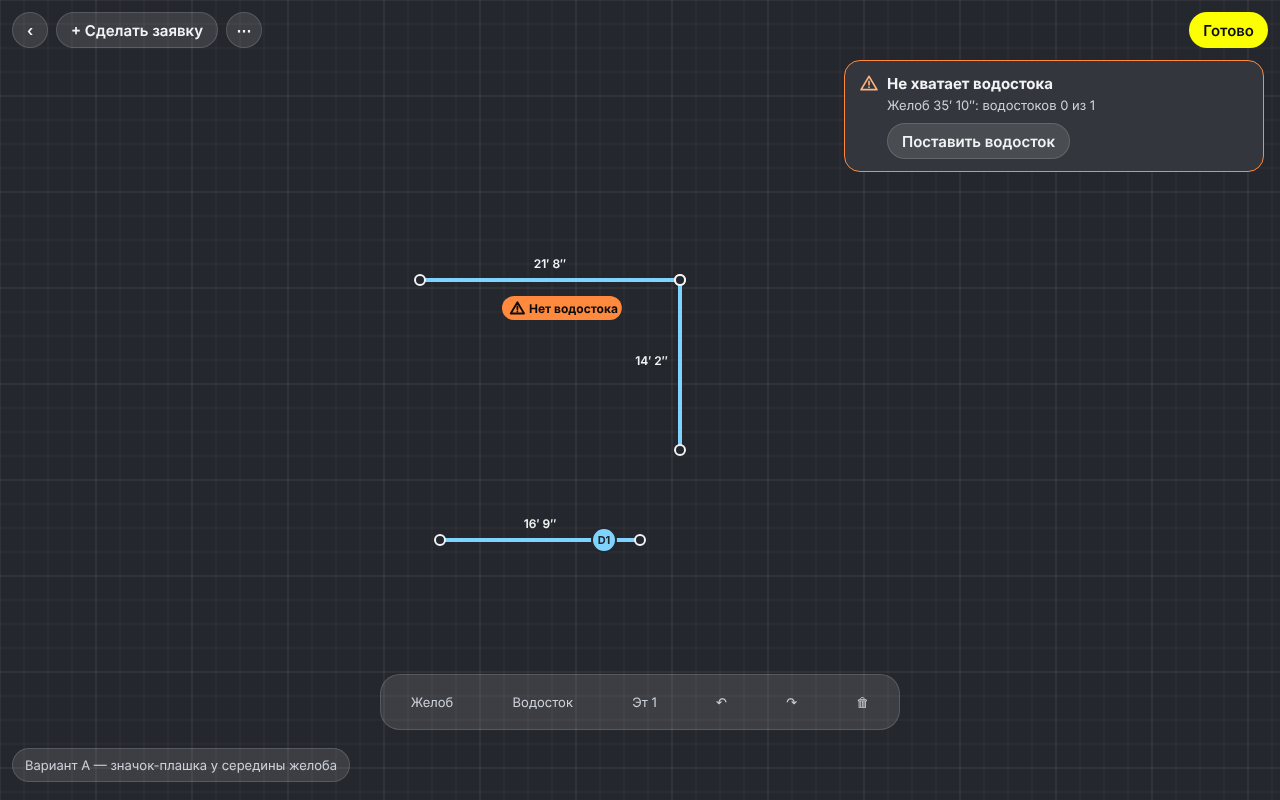 ‹
+ Сделать заявку
⋯
Готово
Не хватает водостока
Желоб 35′ 10″: водостоков 0 из 1
Поставить водосток
21′ 8″
Нет водостока
14′ 2″
16′ 9″
D1
Желоб
Водосток
Эт 1
↶
↷
Вариант A — значок-плашка у середины желоба